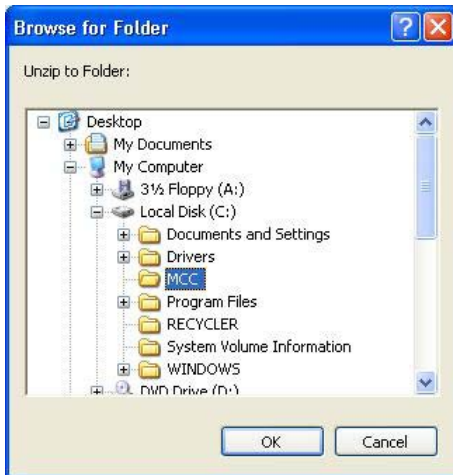 Browse for Folder
Unzip to Folder:
Desktop
My Documents
My Computer
3½ Floppy (A:)
Local Disk (C:)
Documents and Settings
Drivers
MCC
Program Files
RECYCLER
System Volume Information
WINDOWS
DVD Drive (D:)
OK
Cancel